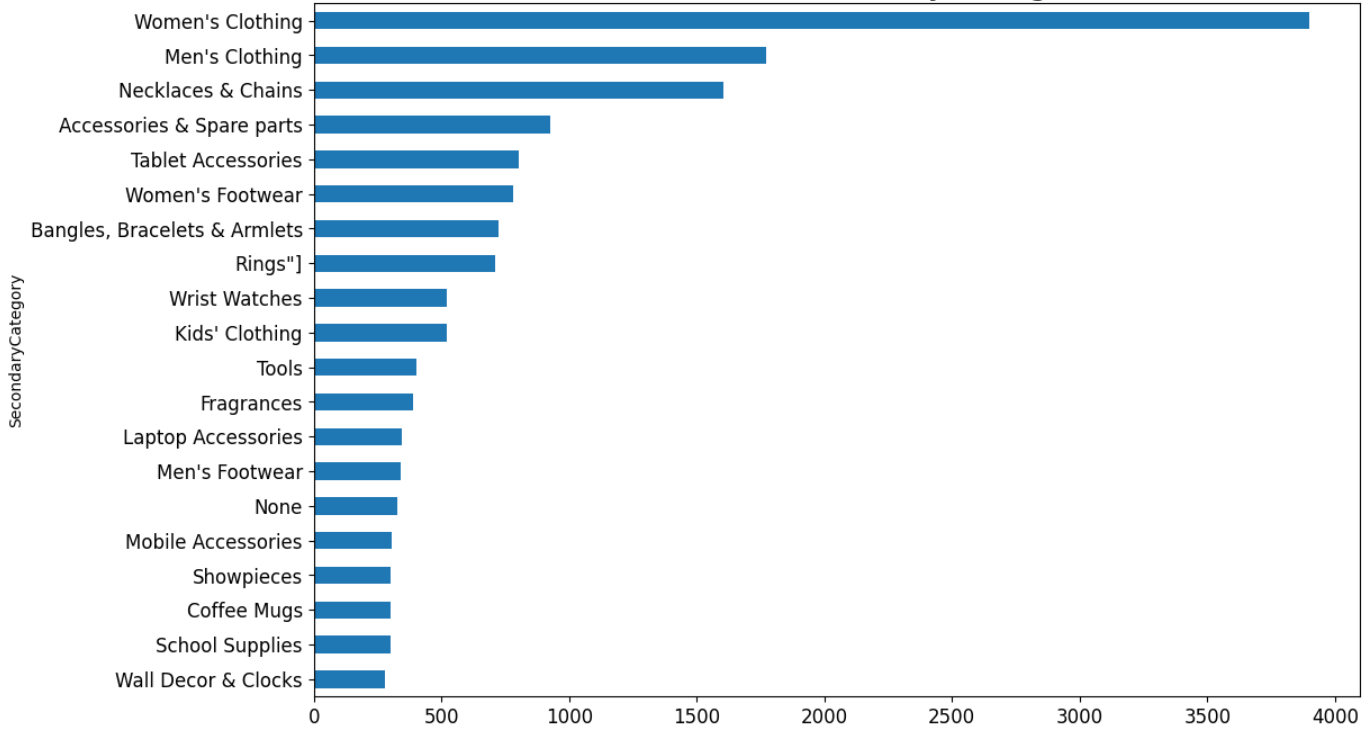 Women's Clothing
Men's Clothing
Necklaces & Chains
Accessories & Spare parts
Tablet Accessories
Women's Footwear
Bangles, Bracelets & Armlets
Rings"]
Wrist Watches
Kids' Clothing
Tools
Fragrances
Laptop Accessories
Men's Footwear
None
Mobile Accessories
Showpieces
Coffee Mugs
School Supplies
Wall Decor & Clocks
SecondaryCategory
0 500 1000 1500 2000 2500 3000 3500 4000